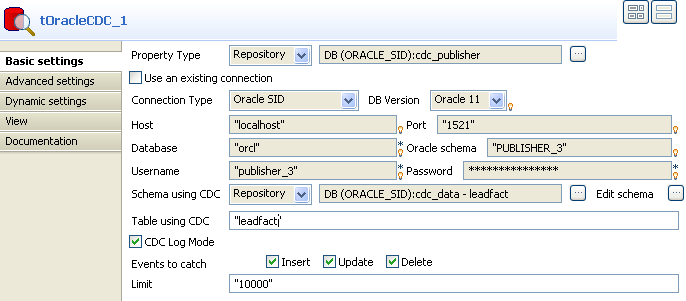 tOracleCDC_1
Basic settings
Advanced settings
Dynamic settings
View
Documentation
Property Type Repository DB (ORACLE_SID):cdc_publisher ...
Use an existing connection
Connection Type Oracle SID DB Version Oracle 11
Host "localhost" Port "1521"
Database "orcl" * Oracle schema "PUBLISHER_3"
Username "publisher_3" * Password *************** *
Schema using CDC Repository DB (ORACLE_SID):cdc_data - leadfact ... Edit schema ...
Table using CDC "leadfact"
CDC Log Mode
Events to catch Insert Update Delete
Limit "10000"